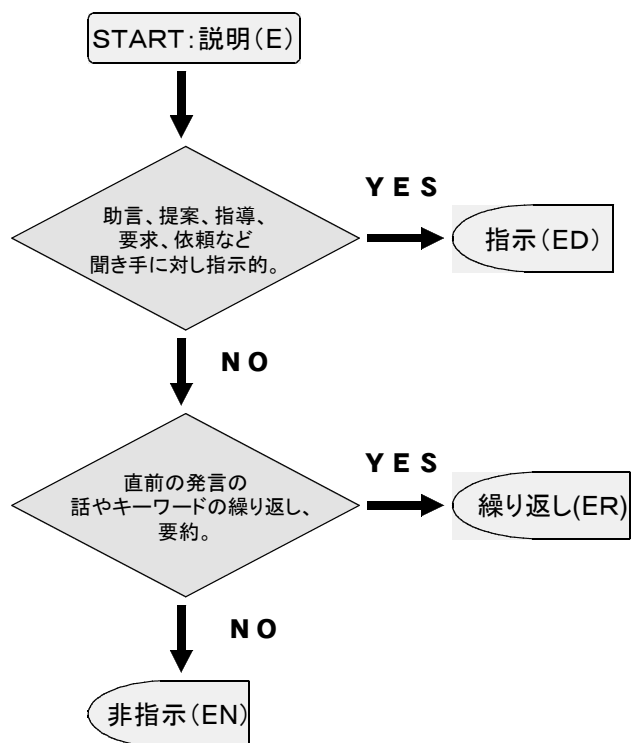 START:説明(E)
助言、提案、指導、
要求、依頼など
聞き手に対し指示的。
YES
指示(ED)
NO
直前の発言の
話やキーワードの繰り返し、
要約。
YES
繰り返し(ER)
NO
非指示(EN)